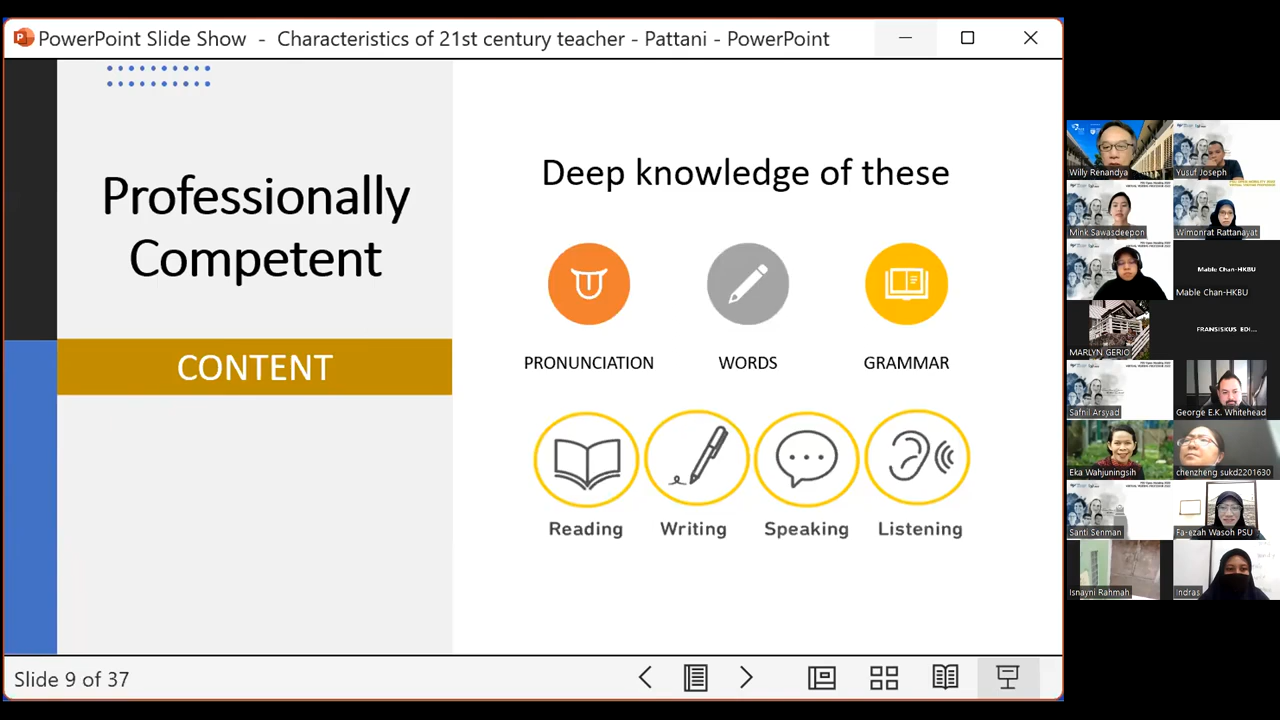 PowerPoint Slide Show - Characteristics of 21st century teacher - Pattani - PowerPoint
Professionally
Competent
CONTENT
Deep knowledge of these
PRONUNCIATION
WORDS
GRAMMAR
Reading
Writing
Speaking
Listening
Slide 9 of 37
Willy Renandya
Yusuf Joseph
Mink Sawasdeepon
Wimonrat Rattanayat
Mable Chan-HKBU
Mable Chan-HKBU
MARLYN GERIO
FRANSISKUS EDI...
Safnil Arsyad
George E.K. Whitehead
Eka Wahjuningsih
chenzheng sukd2201630
Santi Senman
Fa-ezah Wasoh PSU
Isnayni Rahmah
Indras